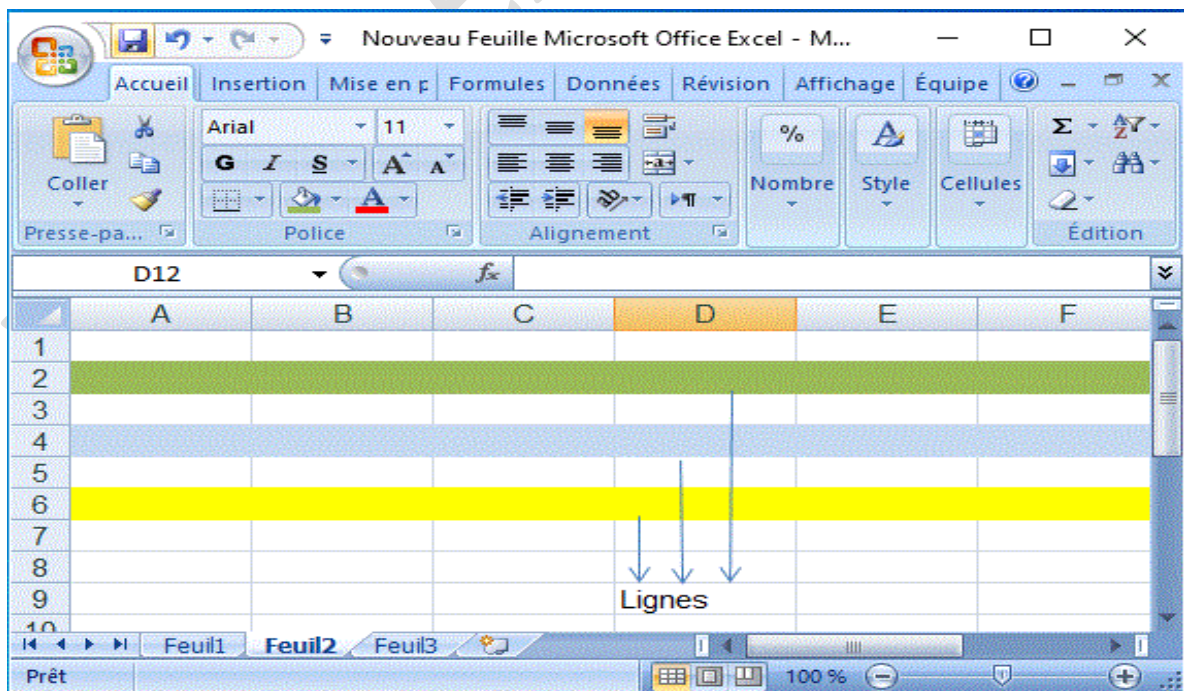 Nouveau Feuille Microsoft Office Excel - M...
Accueil Insertion Mise en p Formules Données Révision Affichage Équipe
Arial 11
% A Σ
G I S A A
Coller Nombre Style Cellules
A
Presse-pa... Police Alignement Édition
D12 fx
A B C D E F
1
2
3
4
5
6
7
8
9 Lignes
10
Feuil1 Feuil2 Feuil3
Prêt 100 %